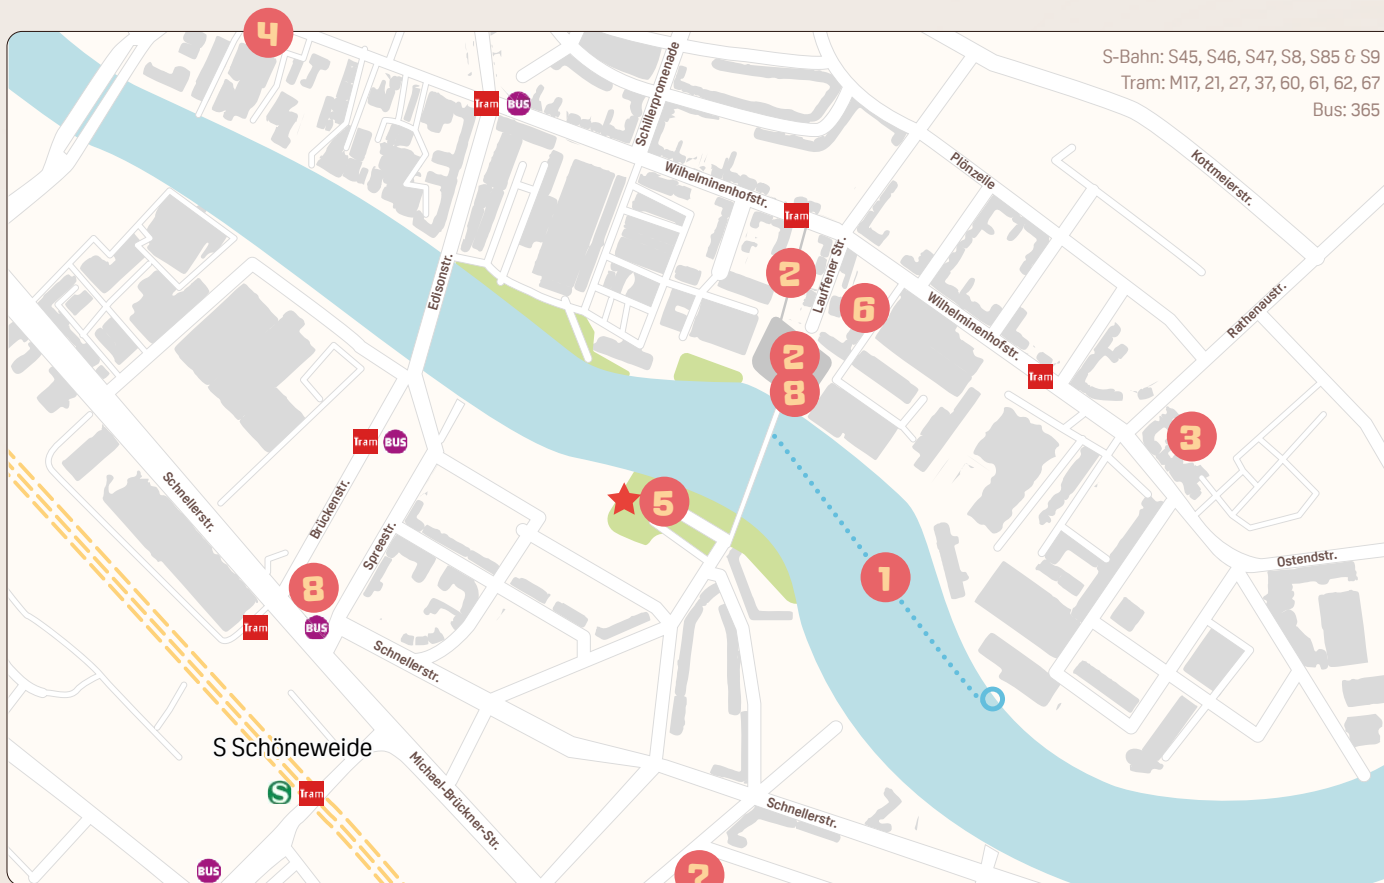 4
S-Bahn: S45, S46, S47, S8, S85 & S9
Tram: M17, 21, 27, 37, 60, 61, 62, 67
Bus: 365
Tram
BUS
Schillerpromenade
Wilhelminenhofstr.
Plönzeile
Kottmeierstr.
Tram
2
Lauffener Str.
Edisonstr.
6
Wilhelminenhofstr.
Rathenaustr.
2
8
Tram
3
Tram
BUS
Schnellerstr.
Brückenstr.
Spreestr.
5
1
Ostendstr.
8
Tram
BUS
Schnellerstr.
S Schöneweide
S
Tram
Michael-Brückner-Str.
Schnellerstr.
BUS